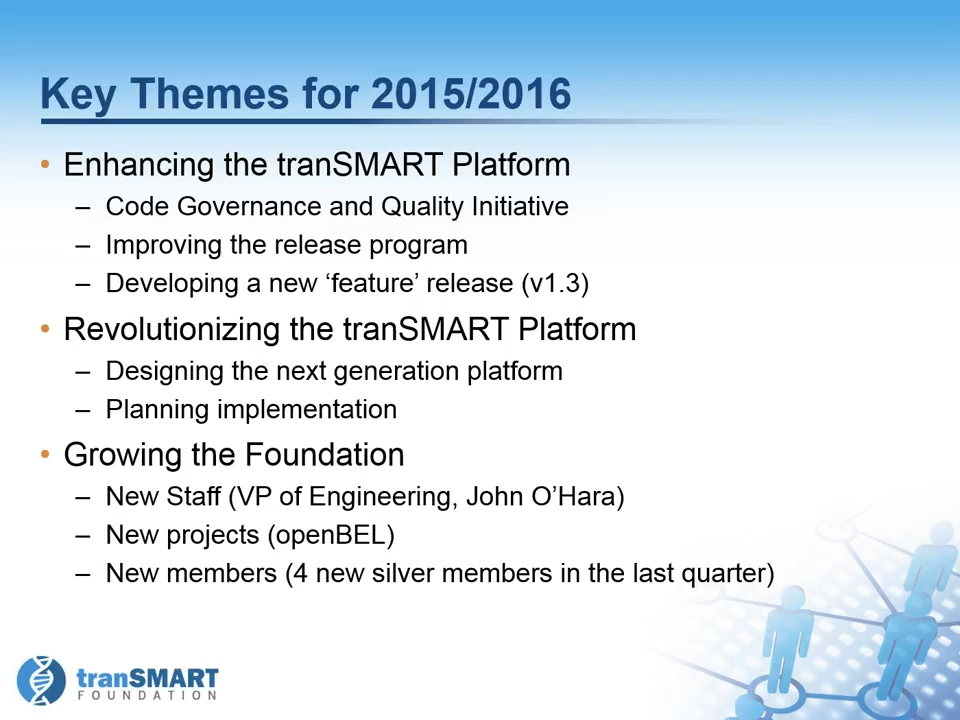 Key Themes for 2015/2016
• Enhancing the tranSMART Platform
– Code Governance and Quality Initiative
– Improving the release program
– Developing a new ‘feature’ release (v1.3)
• Revolutionizing the tranSMART Platform
– Designing the next generation platform
– Planning implementation
• Growing the Foundation
– New Staff (VP of Engineering, John O’Hara)
– New projects (openBEL)
– New members (4 new silver members in the last quarter)
tranSMART
FOUNDATION